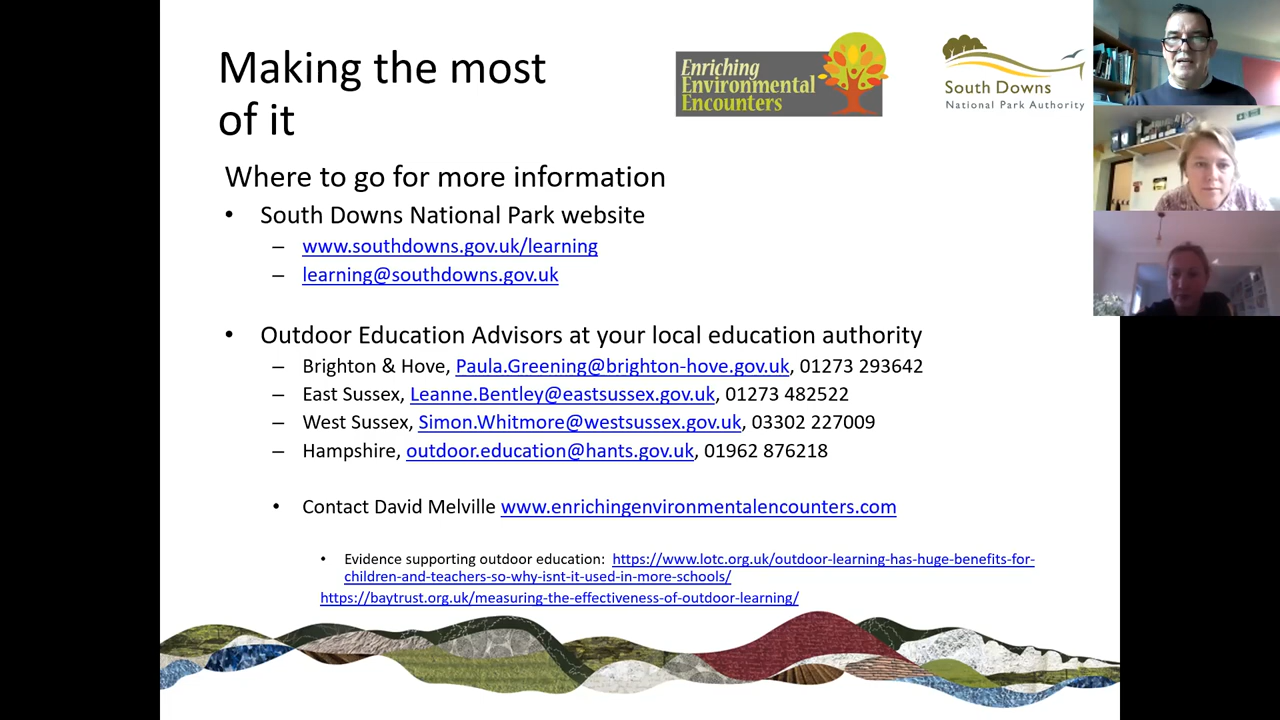 Making the most
of it
Enriching
Environmental
Encounters
South Downs
National Park Authority
Where to go for more information
• South Downs National Park website
– www.southdowns.gov.uk/learning
– learning@southdowns.gov.uk
• Outdoor Education Advisors at your local education authority
– Brighton & Hove, Paula.Greening@brighton-hove.gov.uk, 01273 293642
– East Sussex, Leanne.Bentley@eastsussex.gov.uk, 01273 482522
– West Sussex, Simon.Whitmore@westsussex.gov.uk, 03302 227009
– Hampshire, outdoor.education@hants.gov.uk, 01962 876218
• Contact David Melville www.enrichingenvironmentalencounters.com
• Evidence supporting outdoor education: https://www.lotc.org.uk/outdoor-learning-has-huge-benefits-for-
children-and-teachers-so-why-isnt-it-used-in-more-schools/
https://baytrust.org.uk/measuring-the-effectiveness-of-outdoor-learning/